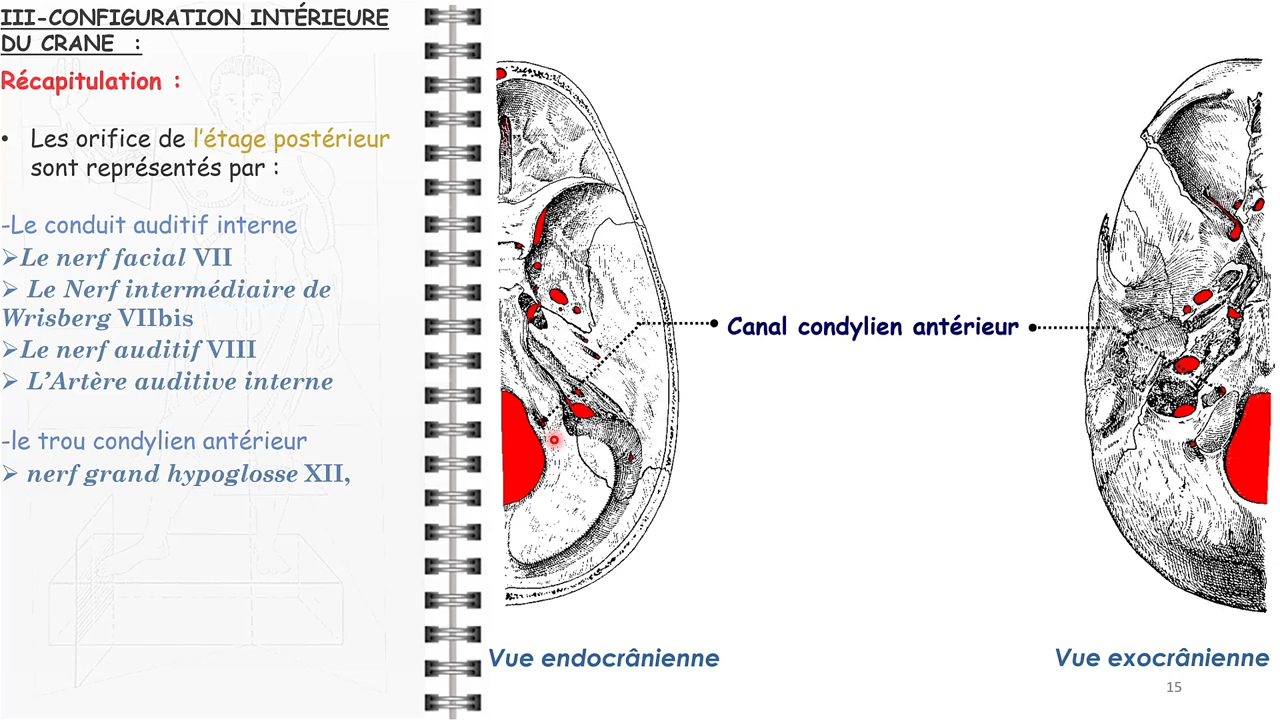 III-CONFIGURATION INTÉRIEURE
DU CRANE :
Récapitulation :
• Les orifice de l'étage postérieur
sont représentés par :
-Le conduit auditif interne
➢Le nerf facial VII
➢ Le Nerf intermédiaire de
Wrisberg VIIbis
➢Le nerf auditif VIII
➢ L'Artère auditive interne
-le trou condylien antérieur
➢ nerf grand hypoglosse XII,
Canal condylien antérieur
Vue endocrânienne
Vue exocrânienne
15